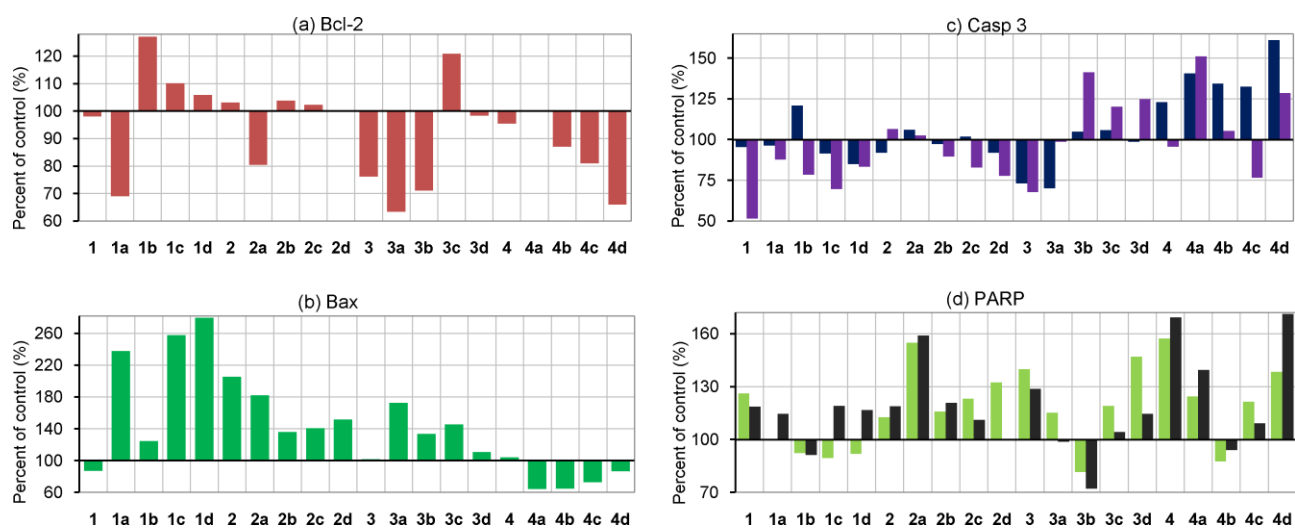 (a) Bcl-2
Percent of control (%)
120
110
100
90
80
70
60
1 1a 1b 1c 1d 2 2a 2b 2c 2d 3 3a 3b 3c 3d 4 4a 4b 4c 4d
c) Casp 3
Percent of control (%)
150
125
100
75
50
1 1a 1b 1c 1d 2 2a 2b 2c 2d 3 3a 3b 3c 3d 4 4a 4b 4c 4d
(b) Bax
Percent of control (%)
260
220
180
140
100
60
1 1a 1b 1c 1d 2 2a 2b 2c 2d 3 3a 3b 3c 3d 4 4a 4b 4c 4d
(d) PARP
Percent of control (%)
160
130
100
70
1 1a 1b 1c 1d 2 2a 2b 2c 2d 3 3a 3b 3c 3d 4 4a 4b 4c 4d